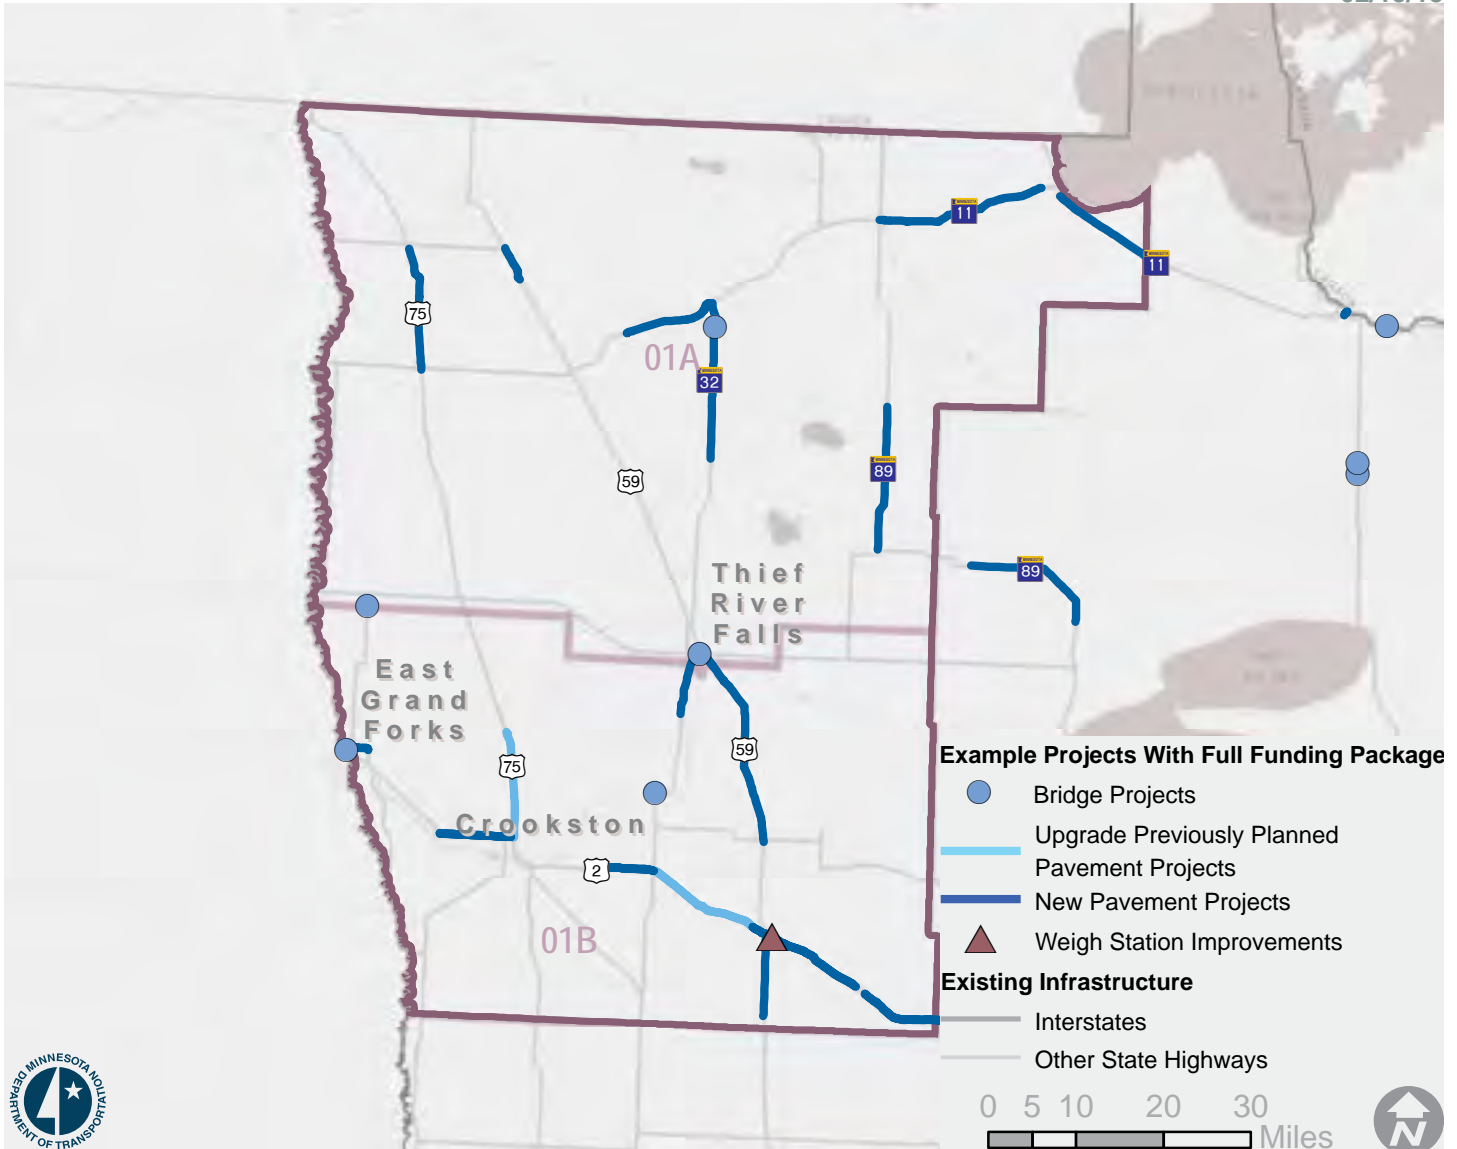 11
11
75
01A
32
59
89
89
Thief
River
Falls
East
Grand
Forks
59
75
Crookston
2
01B
Example Projects With Full Funding Package
Bridge Projects
Upgrade Previously Planned
Pavement Projects
New Pavement Projects
Weigh Station Improvements
Existing Infrastructure
Interstates
Other State Highways
0 5 10 20 30
Miles
N
MINNESOTA
DEPARTMENT OF TRANSPORTATION